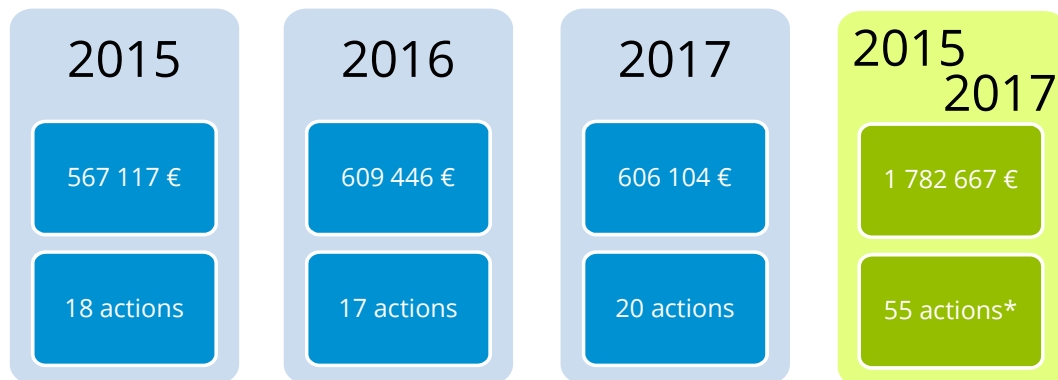 2015
567 117 €
18 actions
2016
609 446 €
17 actions
2017
606 104 €
20 actions
2015
2017
1 782 667 €
55 actions*